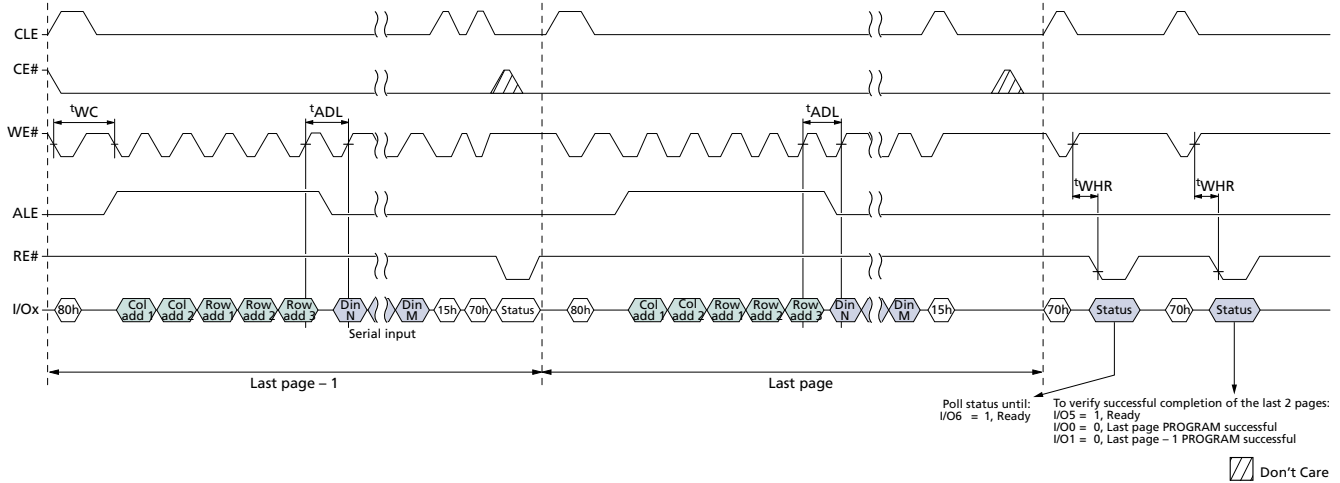 CLE
CE#
tWC
tADL
tADL
WE#
tWHR
tWHR
ALE
RE#
I/Ox
80h
Col add 1
Col add 2
Row add 1
Row add 2
Row add 3
Din N
Din M
15h
70h
Status
80h
Col add 1
Col add 2
Row add 1
Row add 2
Row add 3
Din N
Din M
15h
70h
Status
70h
Status
Serial input
Last page – 1
Last page
Poll status until:
I/O6 = 1, Ready
To verify successful completion of the last 2 pages:
I/O5 = 1, Ready
I/O0 = 0, Last page PROGRAM successful
I/O1 = 0, Last page – 1 PROGRAM successful
Don't Care